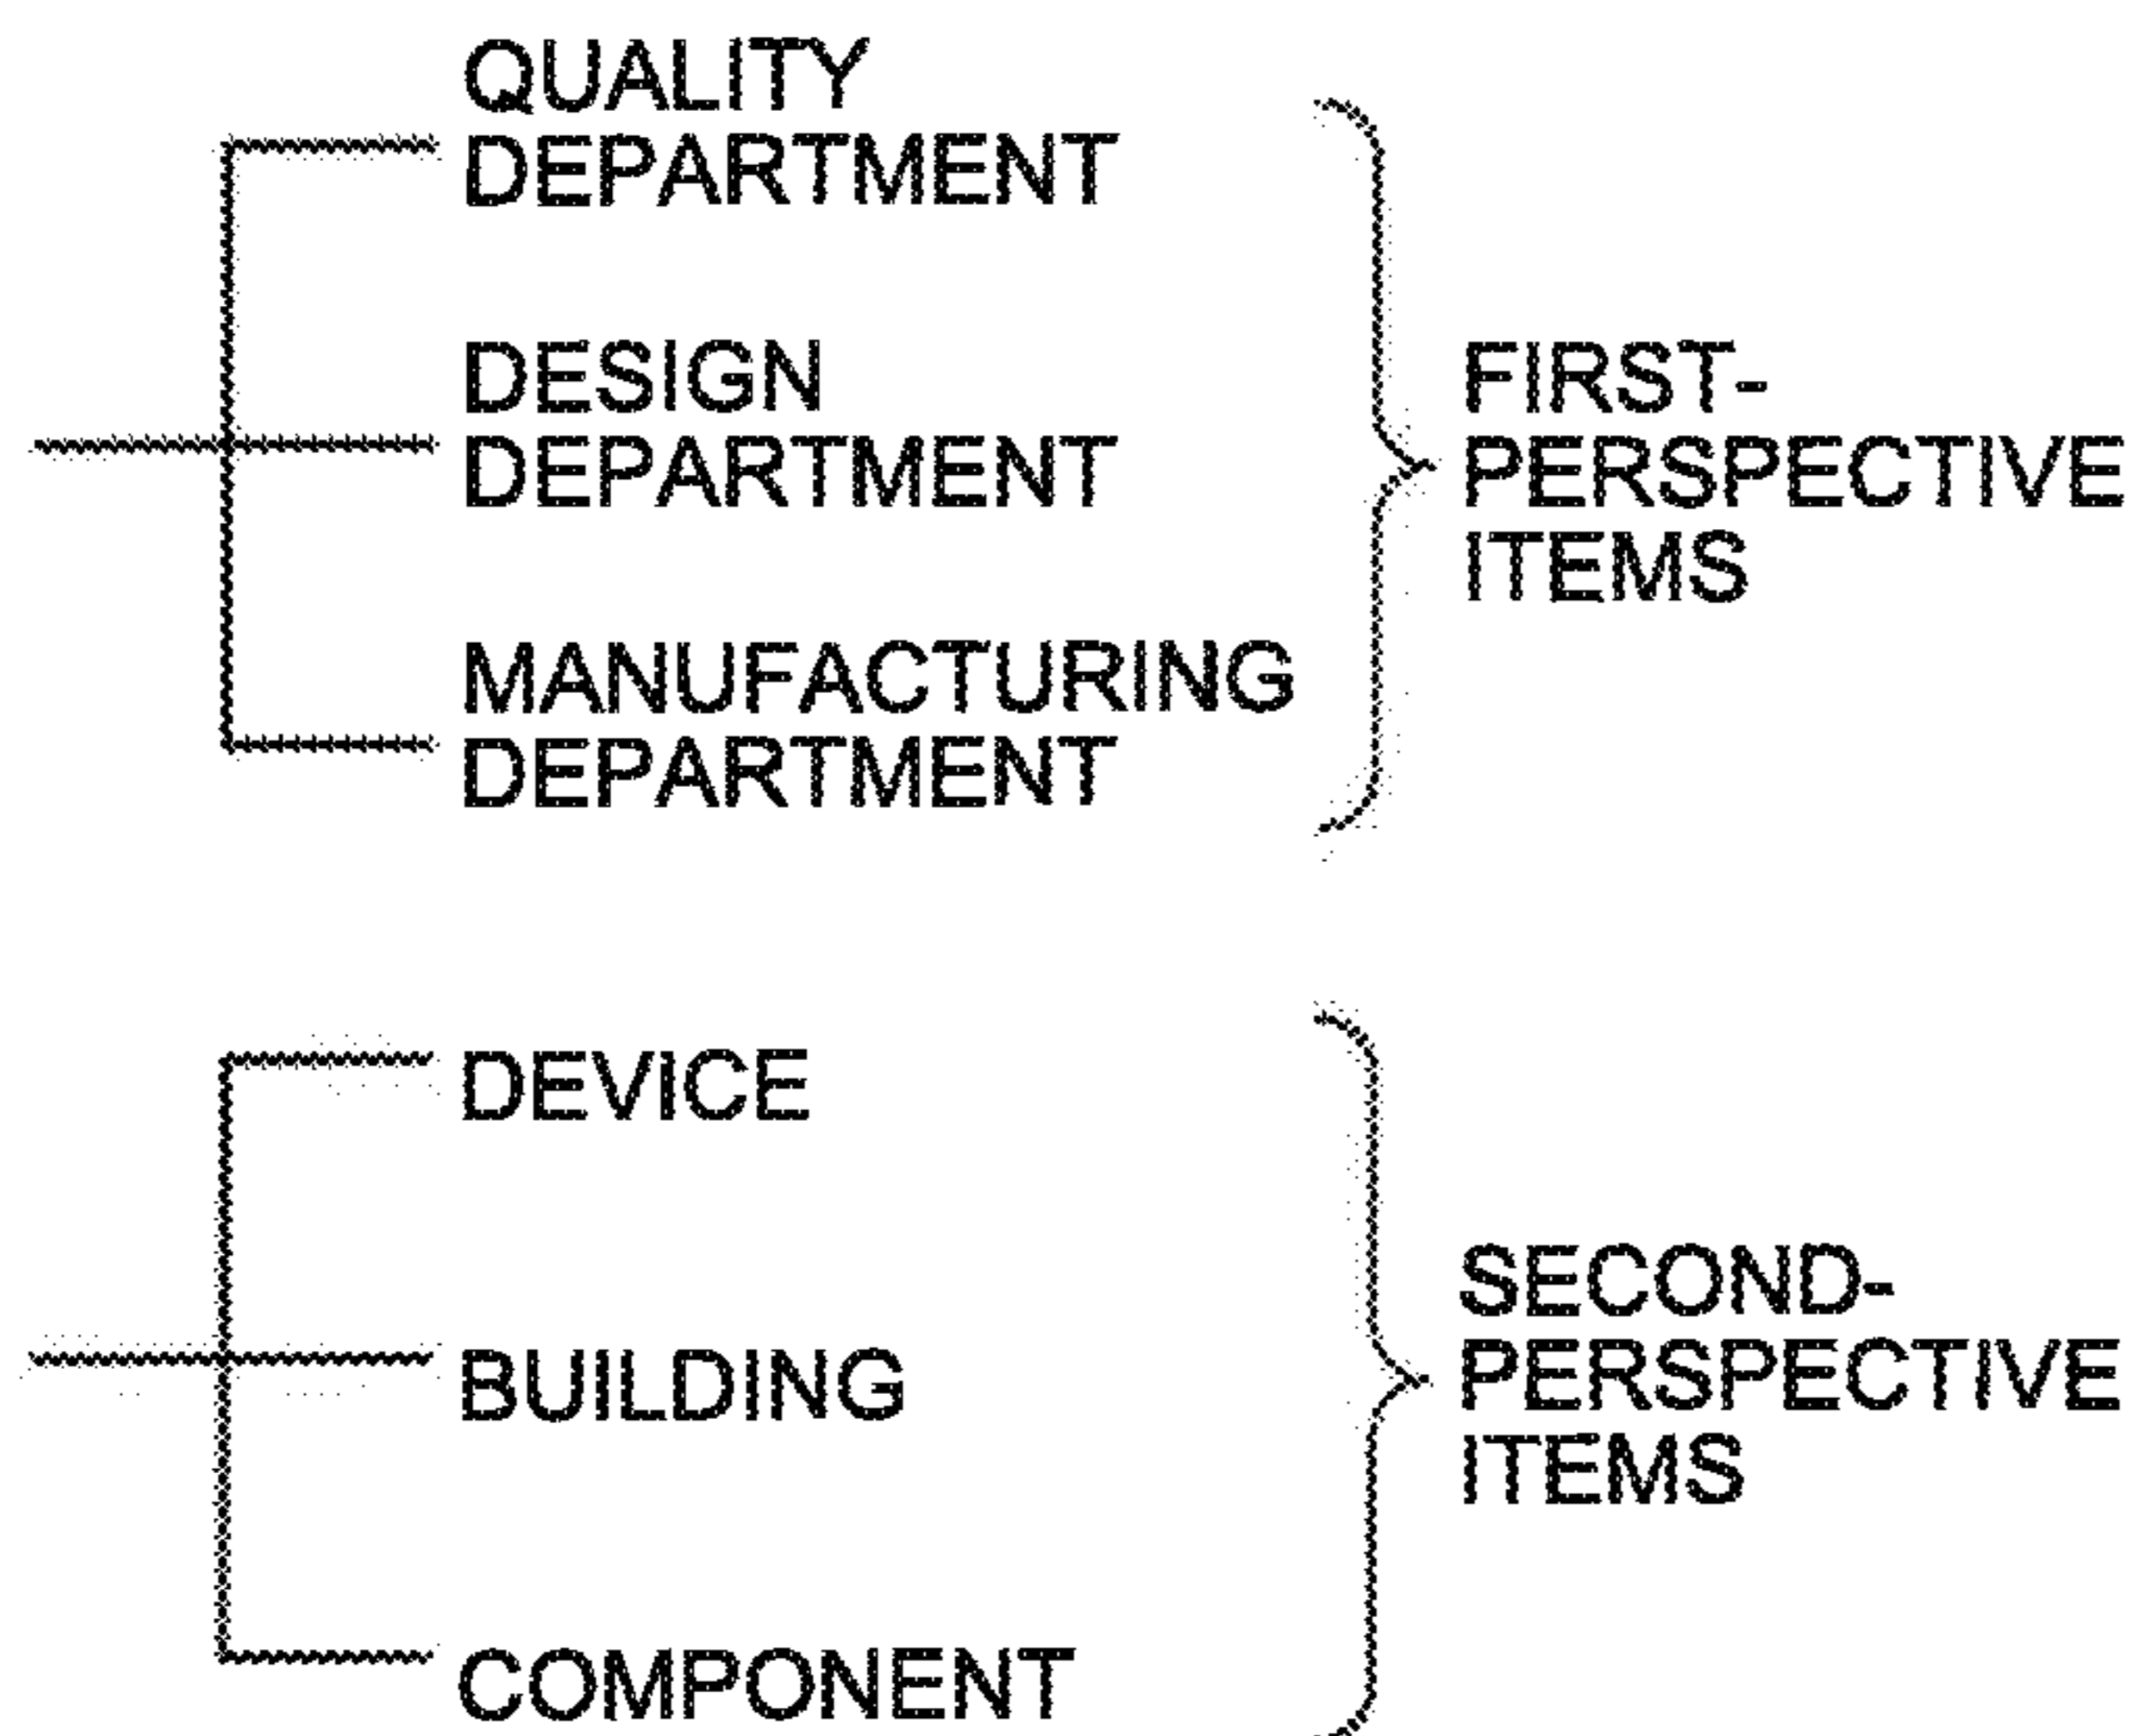 QUALITY
DEPARTMENT
DESIGN
DEPARTMENT
MANUFACTURING
DEPARTMENT
FIRST-
PERSPECTIVE
ITEMS
DEVICE
BUILDING
COMPONENT
SECOND-
PERSPECTIVE
ITEMS